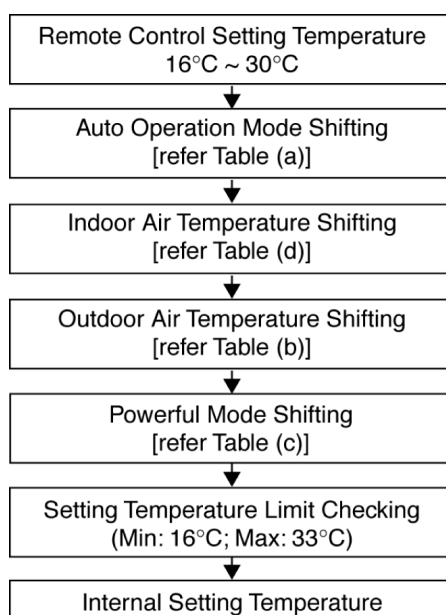 Remote Control Setting Temperature
16°C ~ 30°C
Auto Operation Mode Shifting
[refer Table (a)]
Indoor Air Temperature Shifting
[refer Table (d)]
Outdoor Air Temperature Shifting
[refer Table (b)]
Powerful Mode Shifting
[refer Table (c)]
Setting Temperature Limit Checking
(Min: 16°C; Max: 33°C)
Internal Setting Temperature